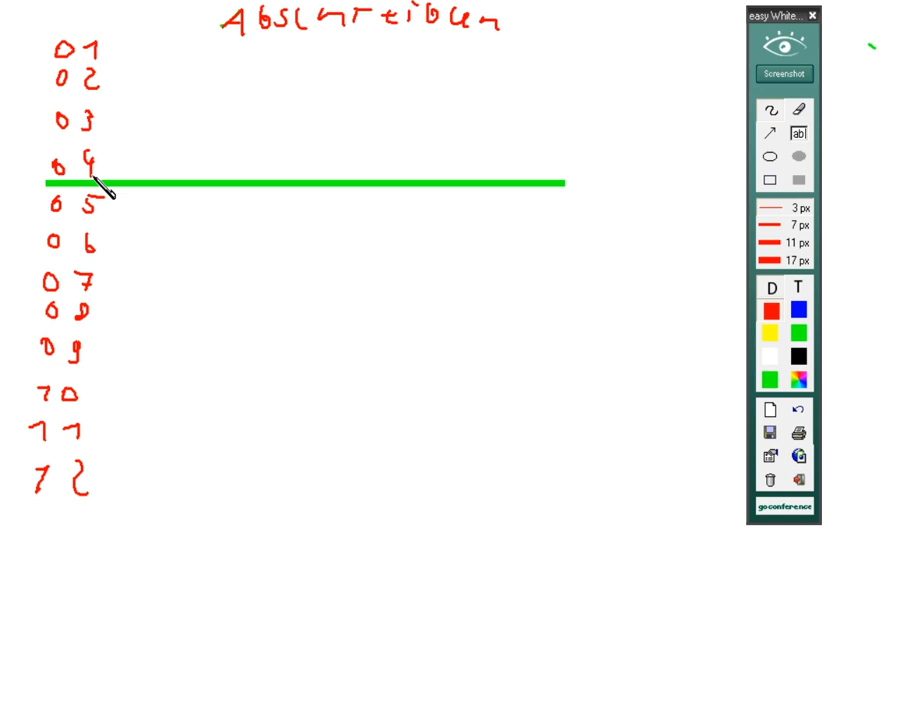 01
02
03
04
05
06
07
08
09
10
11
12
easy White...
Screenshot
ab
3 px
7 px
11 px
17 px
D T
goconference